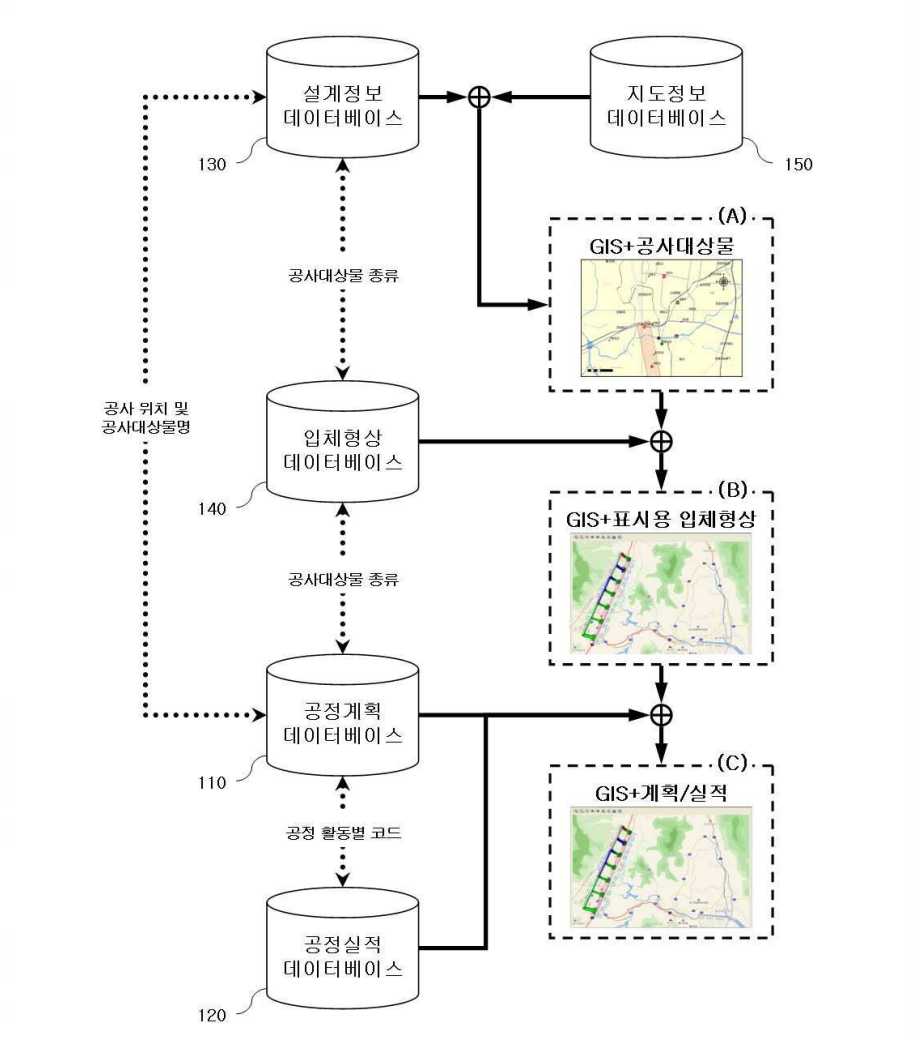 설계정보
데이터베이스
130
지도정보
데이터베이스
150
(A)
GIS+공사대상물
공사대상물 종류
공사 위치 및
공사대상물명
입체형상
데이터베이스
140
(B)
GIS+표시용 입체형상
공사대상물 종류
공정계획
데이터베이스
110
(C)
GIS+계획/실적
공정 활동별 코드
공정실적
데이터베이스
120